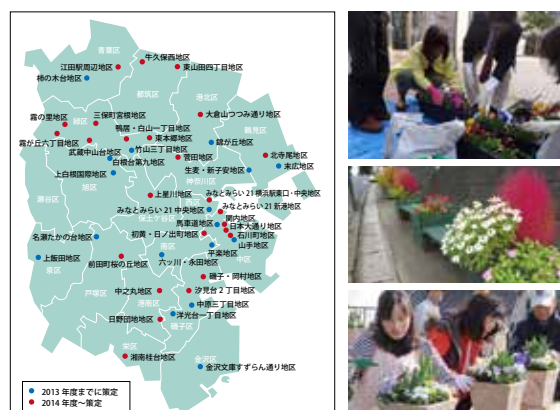 青葉区
牛久保西地区
江田駅周辺地区
東山田四丁目地区
柿の木台地区
都筑区
港北区
霧の里地区
三保町宮根地区
大倉山つつみ通り地区
緑区
鴨居・白山一丁目地区
鶴見区
霧が丘六丁目地区
東本郷地区
錦が丘地区
武蔵中山台地区
竹山三丁目地区
北寺尾地区
白根台第九地区
菅田地区
末広地区
上白根国際地区
生麦・新子安地区
旭区
神奈川区
瀬谷区
上星川地区
みなとみらい21 横浜駅東口・中央地区
西区
みなとみらい21 中央地区
みなとみらい21 新港地区
保土ケ谷区
関内地区
馬車道地区
日本大通り地区
名瀬たかの台地区
初黄・日ノ出町地区
石川町地区
山手地区
南区
平楽地区
中区
上飯田地区
六ッ川・永田地区
泉区
前田町桜の丘地区
磯子・岡村地区
戸塚区
中之丸地区
汐見台2丁目地区
港南区
中原三丁目地区
洋光台一丁目地区
日野団地地区
磯子区
栄区
湘南桂台地区
金沢区
金沢文庫すずらん通り地区
2013 年度までに策定
2014 年度〜策定